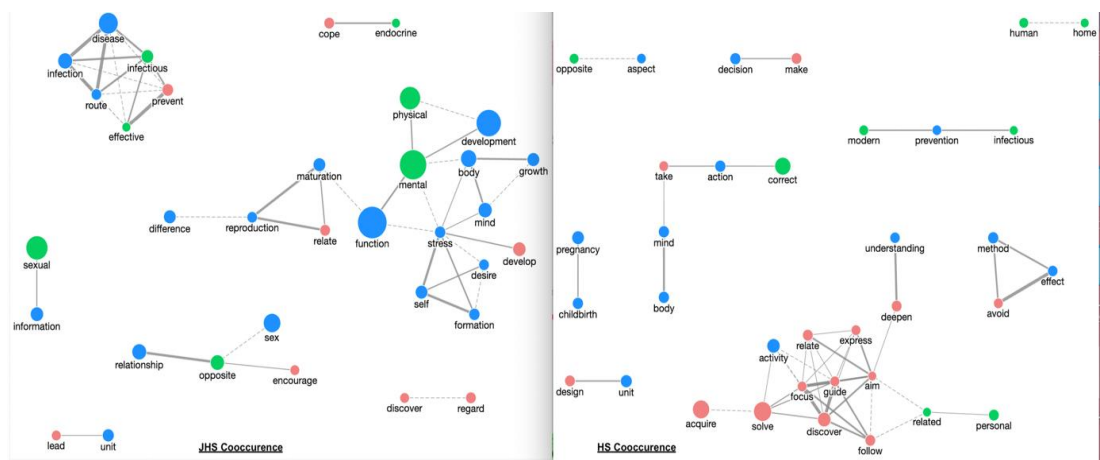 disease
infection
infectious
route
prevent
effective
cope
endocrine
physical
development
mental
body
growth
maturation
mind
difference
reproduction
relate
function
stress
develop
desire
self
formation
sexual
information
sex
relationship
opposite
encourage
discover
regard
lead
unit
JHS Cooccurence
human
home
opposite
aspect
decision
make
modern
prevention
infectious
take
action
correct
pregnancy
mind
understanding
method
effect
childbirth
body
deepen
avoid
relate
express
activity
design
unit
focus
guide
aim
acquire
solve
discover
related
personal
follow
HS Cooccurence